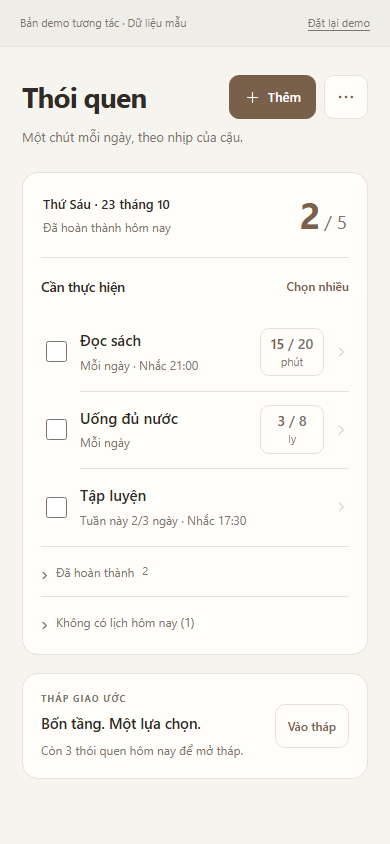 Bản demo tương tác · Dữ liệu mẫu
Đặt lại demo
Thói quen
+ Thêm
···
Một chút mỗi ngày, theo nhịp của cậu.
Thứ Sáu · 23 tháng 10
Đã hoàn thành hôm nay
2 / 5
Cần thực hiện
Chọn nhiều
Đọc sách
Mỗi ngày · Nhắc 21:00
15 / 20
phút
Uống đủ nước
Mỗi ngày
3 / 8
ly
Tập luyện
Tuần này 2/3 ngày · Nhắc 17:30
Đã hoàn thành 2
Không có lịch hôm nay (1)
THÁP GIAO ƯỚC
Bốn tầng. Một lựa chọn.
Còn 3 thói quen hôm nay để mở tháp.
Vào tháp